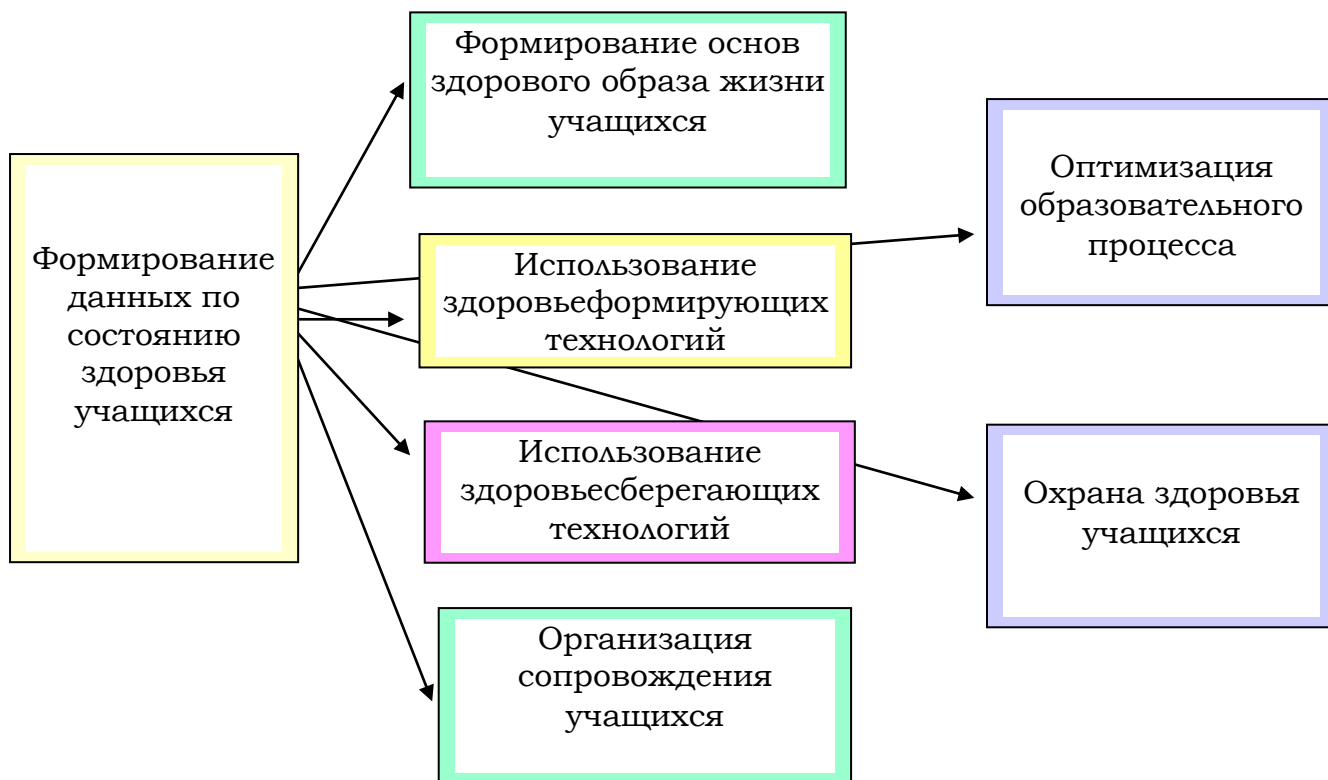 Формирование
данных по
состоянию
здоровья
учащихся
Формирование основ
здорового образа жизни
учащихся
Использование
здоровьеформирующих
технологий
Использование
здоровьесберегающих
технологий
Организация
сопровождения
учащихся
Оптимизация
образовательного
процесса
Охрана здоровья
учащихся